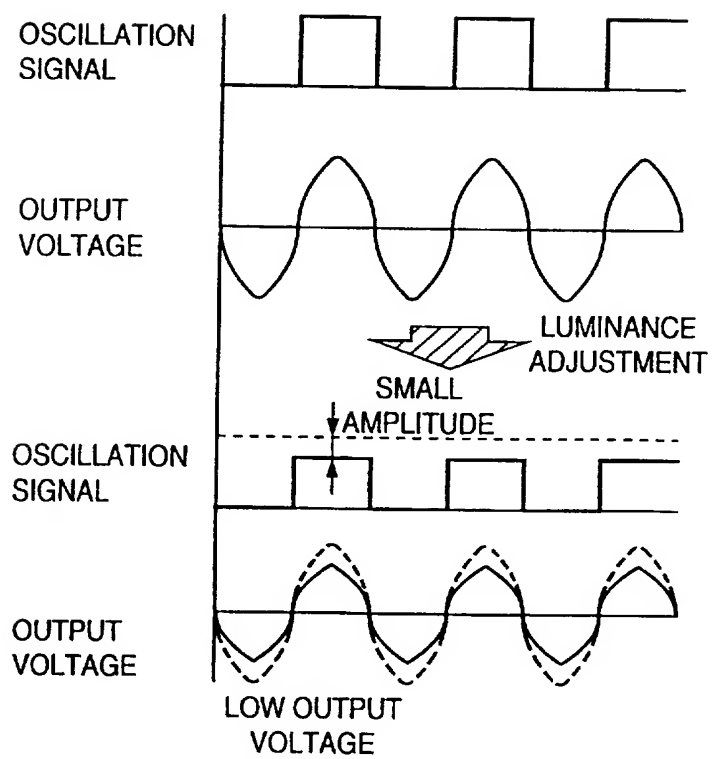 OSCILLATION
SIGNAL
OUTPUT
VOLTAGE
LUMINANCE
ADJUSTMENT
SMALL
AMPLITUDE
OSCILLATION
SIGNAL
OUTPUT
VOLTAGE
LOW OUTPUT
VOLTAGE